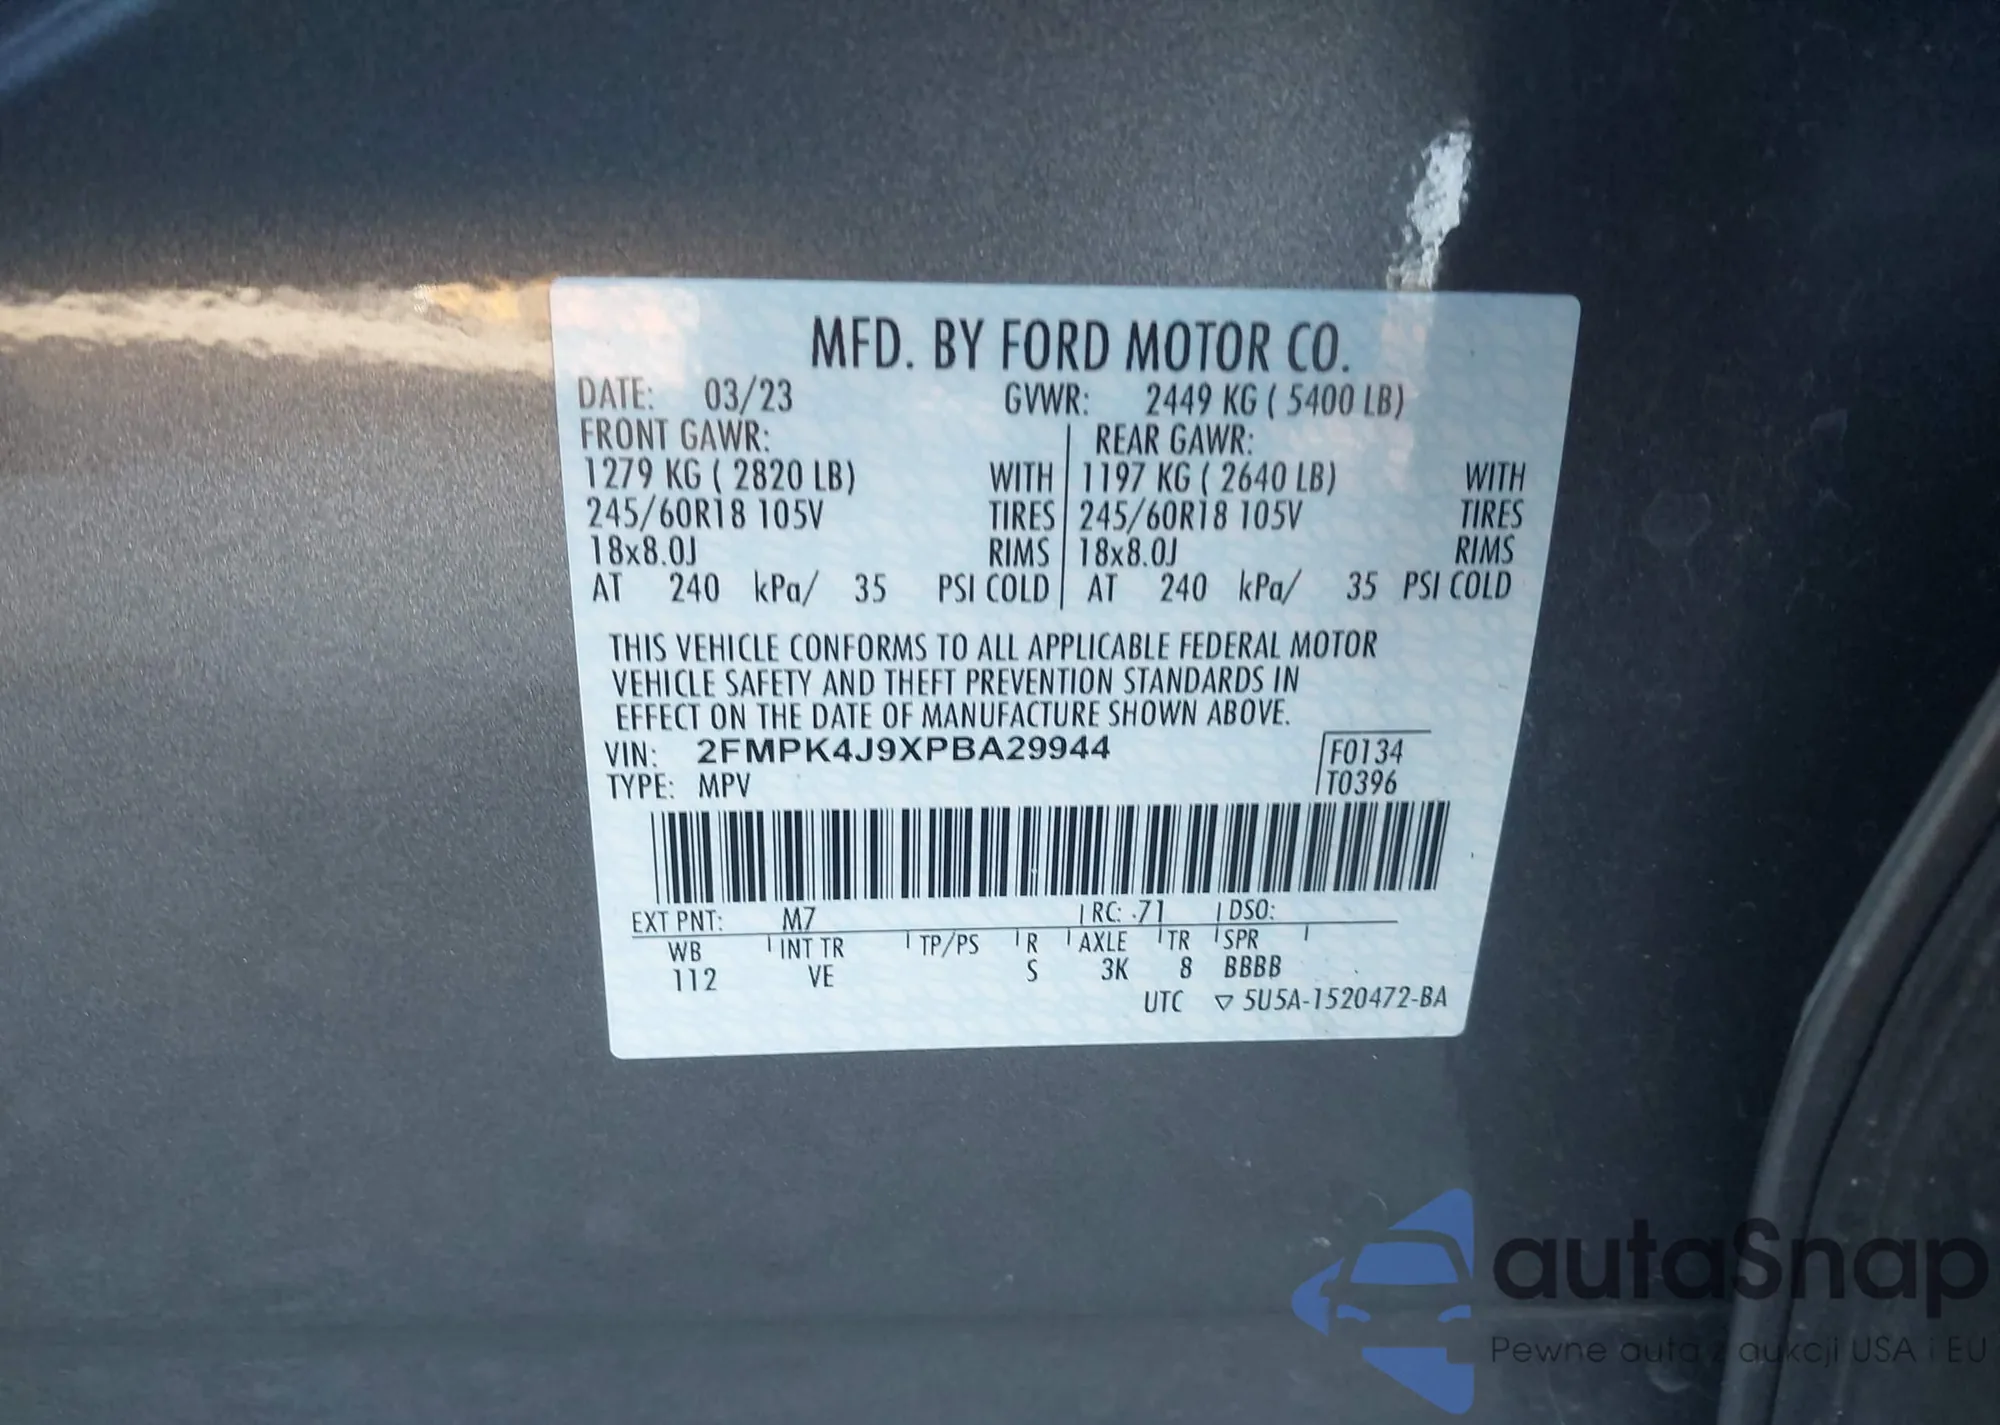 MFD. BY FORD MOTOR CO.
DATE: 03/23 GVWR: 2449 KG ( 5400 LB)
FRONT GAWR: REAR GAWR:
1279 KG ( 2820 LB) WITH 1197 KG ( 2640 LB) WITH
245/60R18 105V TIRES 245/60R18 105V TIRES
18x8.0J RIMS 18x8.0J RIMS
AT 240 kPa/ 35 PSI COLD AT 240 kPa/ 35 PSI COLD
THIS VEHICLE CONFORMS TO ALL APPLICABLE FEDERAL MOTOR
VEHICLE SAFETY AND THEFT PREVENTION STANDARDS IN
EFFECT ON THE DATE OF MANUFACTURE SHOWN ABOVE.
VIN: 2FMPK4J9XPBA29944 F0134
TYPE: MPV T0396
EXT PNT: M7 RC: 71 DSO:
WB INT TR TP/PS R AXLE TR SPR
112 VE S 3K 8 BBBB
UTC ▽ 5U5A-1520472-BA
autaSnap
Pewne auta z aukcji USA i EU